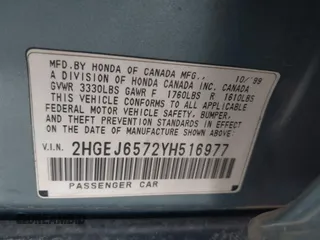 MFD.BY HONDA OF CANADA MFG.,
A DIVISION OF HONDA CANADA INC. CANADA 10/'99
GVWR 3330LBS GAWR F 1760LBS R 1610LBS
THIS VEHICLE CONFORMS TO ALL APPLICABLE
FEDERAL MOTOR VEHICLE SAFETY, BUMPER,
AND THEFT PREVENTION STANDARDS IN EFFECT
ON THE DATE OF MANUFACTURE SHOWN ABOVE.
V.I.N. 2HGEJ6572YH516977
PASSENGER CAR